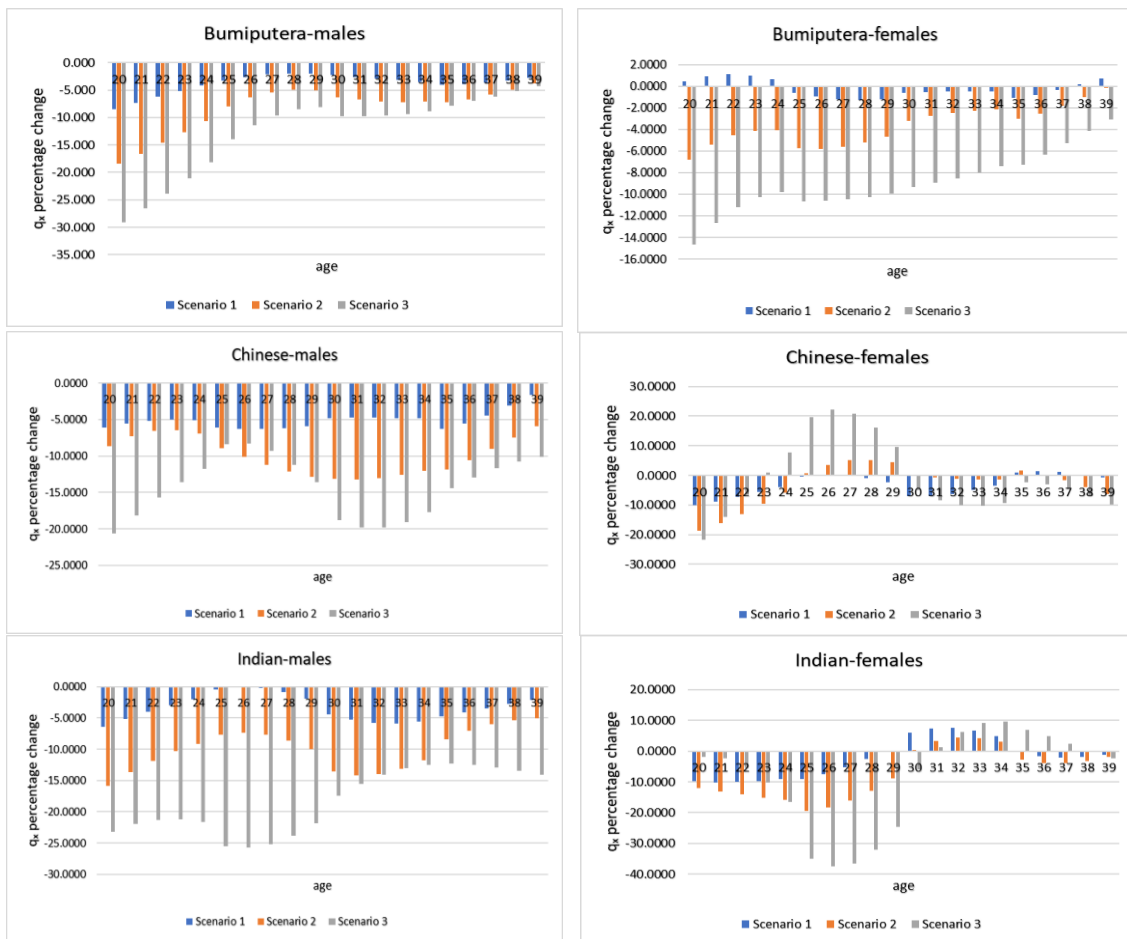 Bumiputera-males
0.000
-5.000
-10.000
-15.000
-20.000
-25.000
-30.000
-35.000
qx percentage change
20 21 22 23 24 25 26 27 28 29 30 31 32 33 34 35 36 37 38 39
age
Scenario 1 Scenario 2 Scenario 3
Bumiputera-females
2.0000
0.0000
-2.0000
-4.0000
-6.0000
-8.0000
-10.0000
-12.0000
-14.0000
-16.0000
qx percentage change
20 21 22 23 24 25 26 27 28 29 30 31 32 33 34 35 36 37 38 39
age
Scenario 1 Scenario 2 Scenario 3
Chinese-males
0.0000
-5.0000
-10.0000
-15.0000
-20.0000
-25.0000
qx percentage change
20 21 22 23 24 25 26 27 28 29 30 31 32 33 34 35 36 37 38 39
age
Scenario 1 Scenario 2 Scenario 3
Chinese-females
30.0000
20.0000
10.0000
0.0000
-10.0000
-20.0000
-30.0000
qx percentage change
20 21 22 23 24 25 26 27 28 29 30 31 32 33 34 35 36 37 38 39
age
Scenario 1 Scenario 2 Scenario 3
Indian-males
0.0000
-5.0000
-10.0000
-15.0000
-20.0000
-25.0000
-30.0000
qx percentage change
20 21 22 23 24 25 26 27 28 29 30 31 32 33 34 35 36 37 38 39
age
Scenario 1 Scenario 2 Scenario 3
Indian-females
20.0000
10.0000
0.0000
-10.0000
-20.0000
-30.0000
-40.0000
qx percentage change
20 21 22 23 24 25 26 27 28 29 30 31 32 33 34 35 36 37 38 39
age
Scenario 1 Scenario 2 Scenario 3